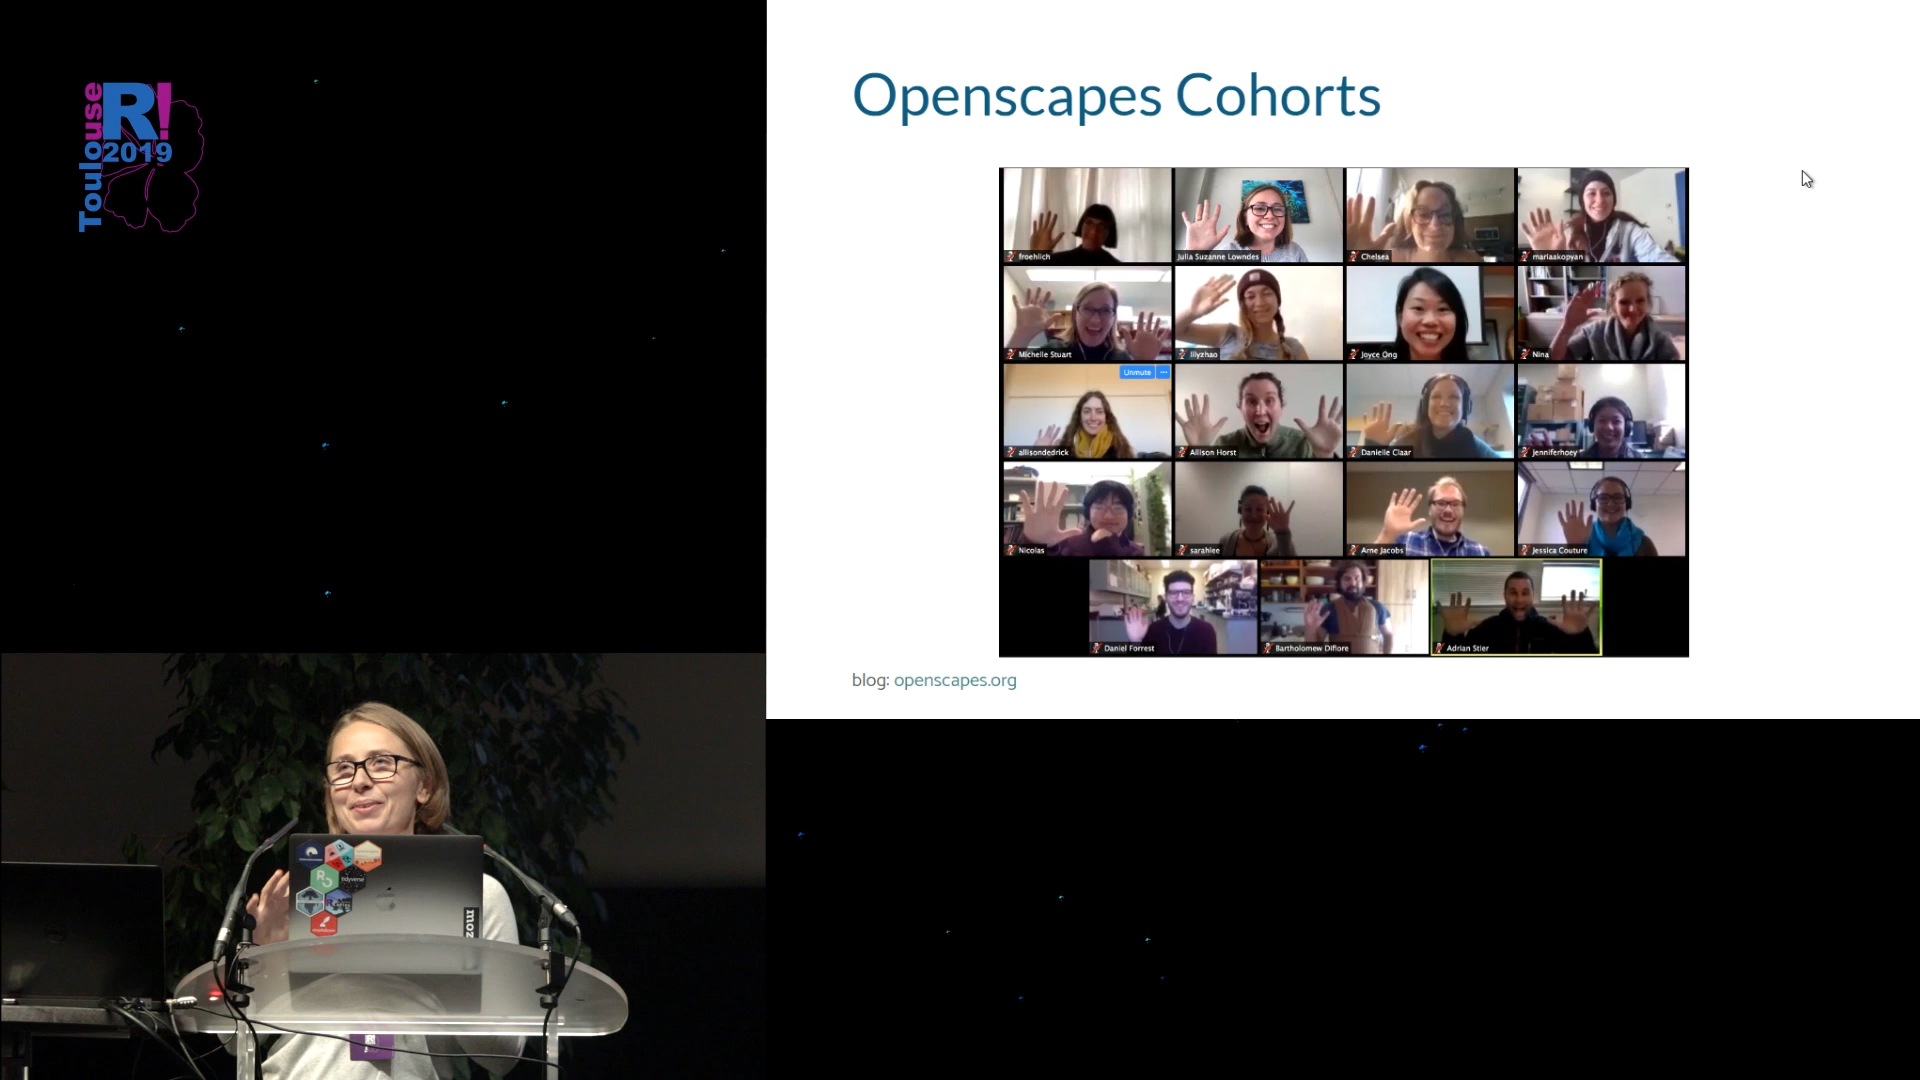 Toulouse
R!
2019
Openscapes Cohorts
froehlich
Julia Suzanne Lowndes
Chelsea
mariaakopyan
Michelle Stuart
lilyzhao
Joyce Ong
Nina
Unmute
allisondedrick
Allison Horst
Danielle Claar
Jenniferhoey
Nicolas
sarahlee
Arne Jacobs
Jessica Couture
Daniel Forrest
Bartholomew DiFiore
Adrian Stier
blog: openscapes.org
tidyverse
moz